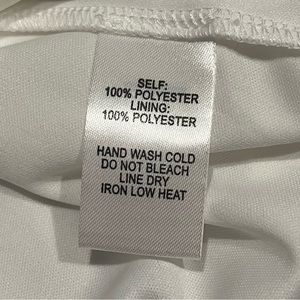 SELF:
100% POLYESTER
LINING:
100% POLYESTER
HAND WASH COLD
DO NOT BLEACH
LINE DRY
IRON LOW HEAT